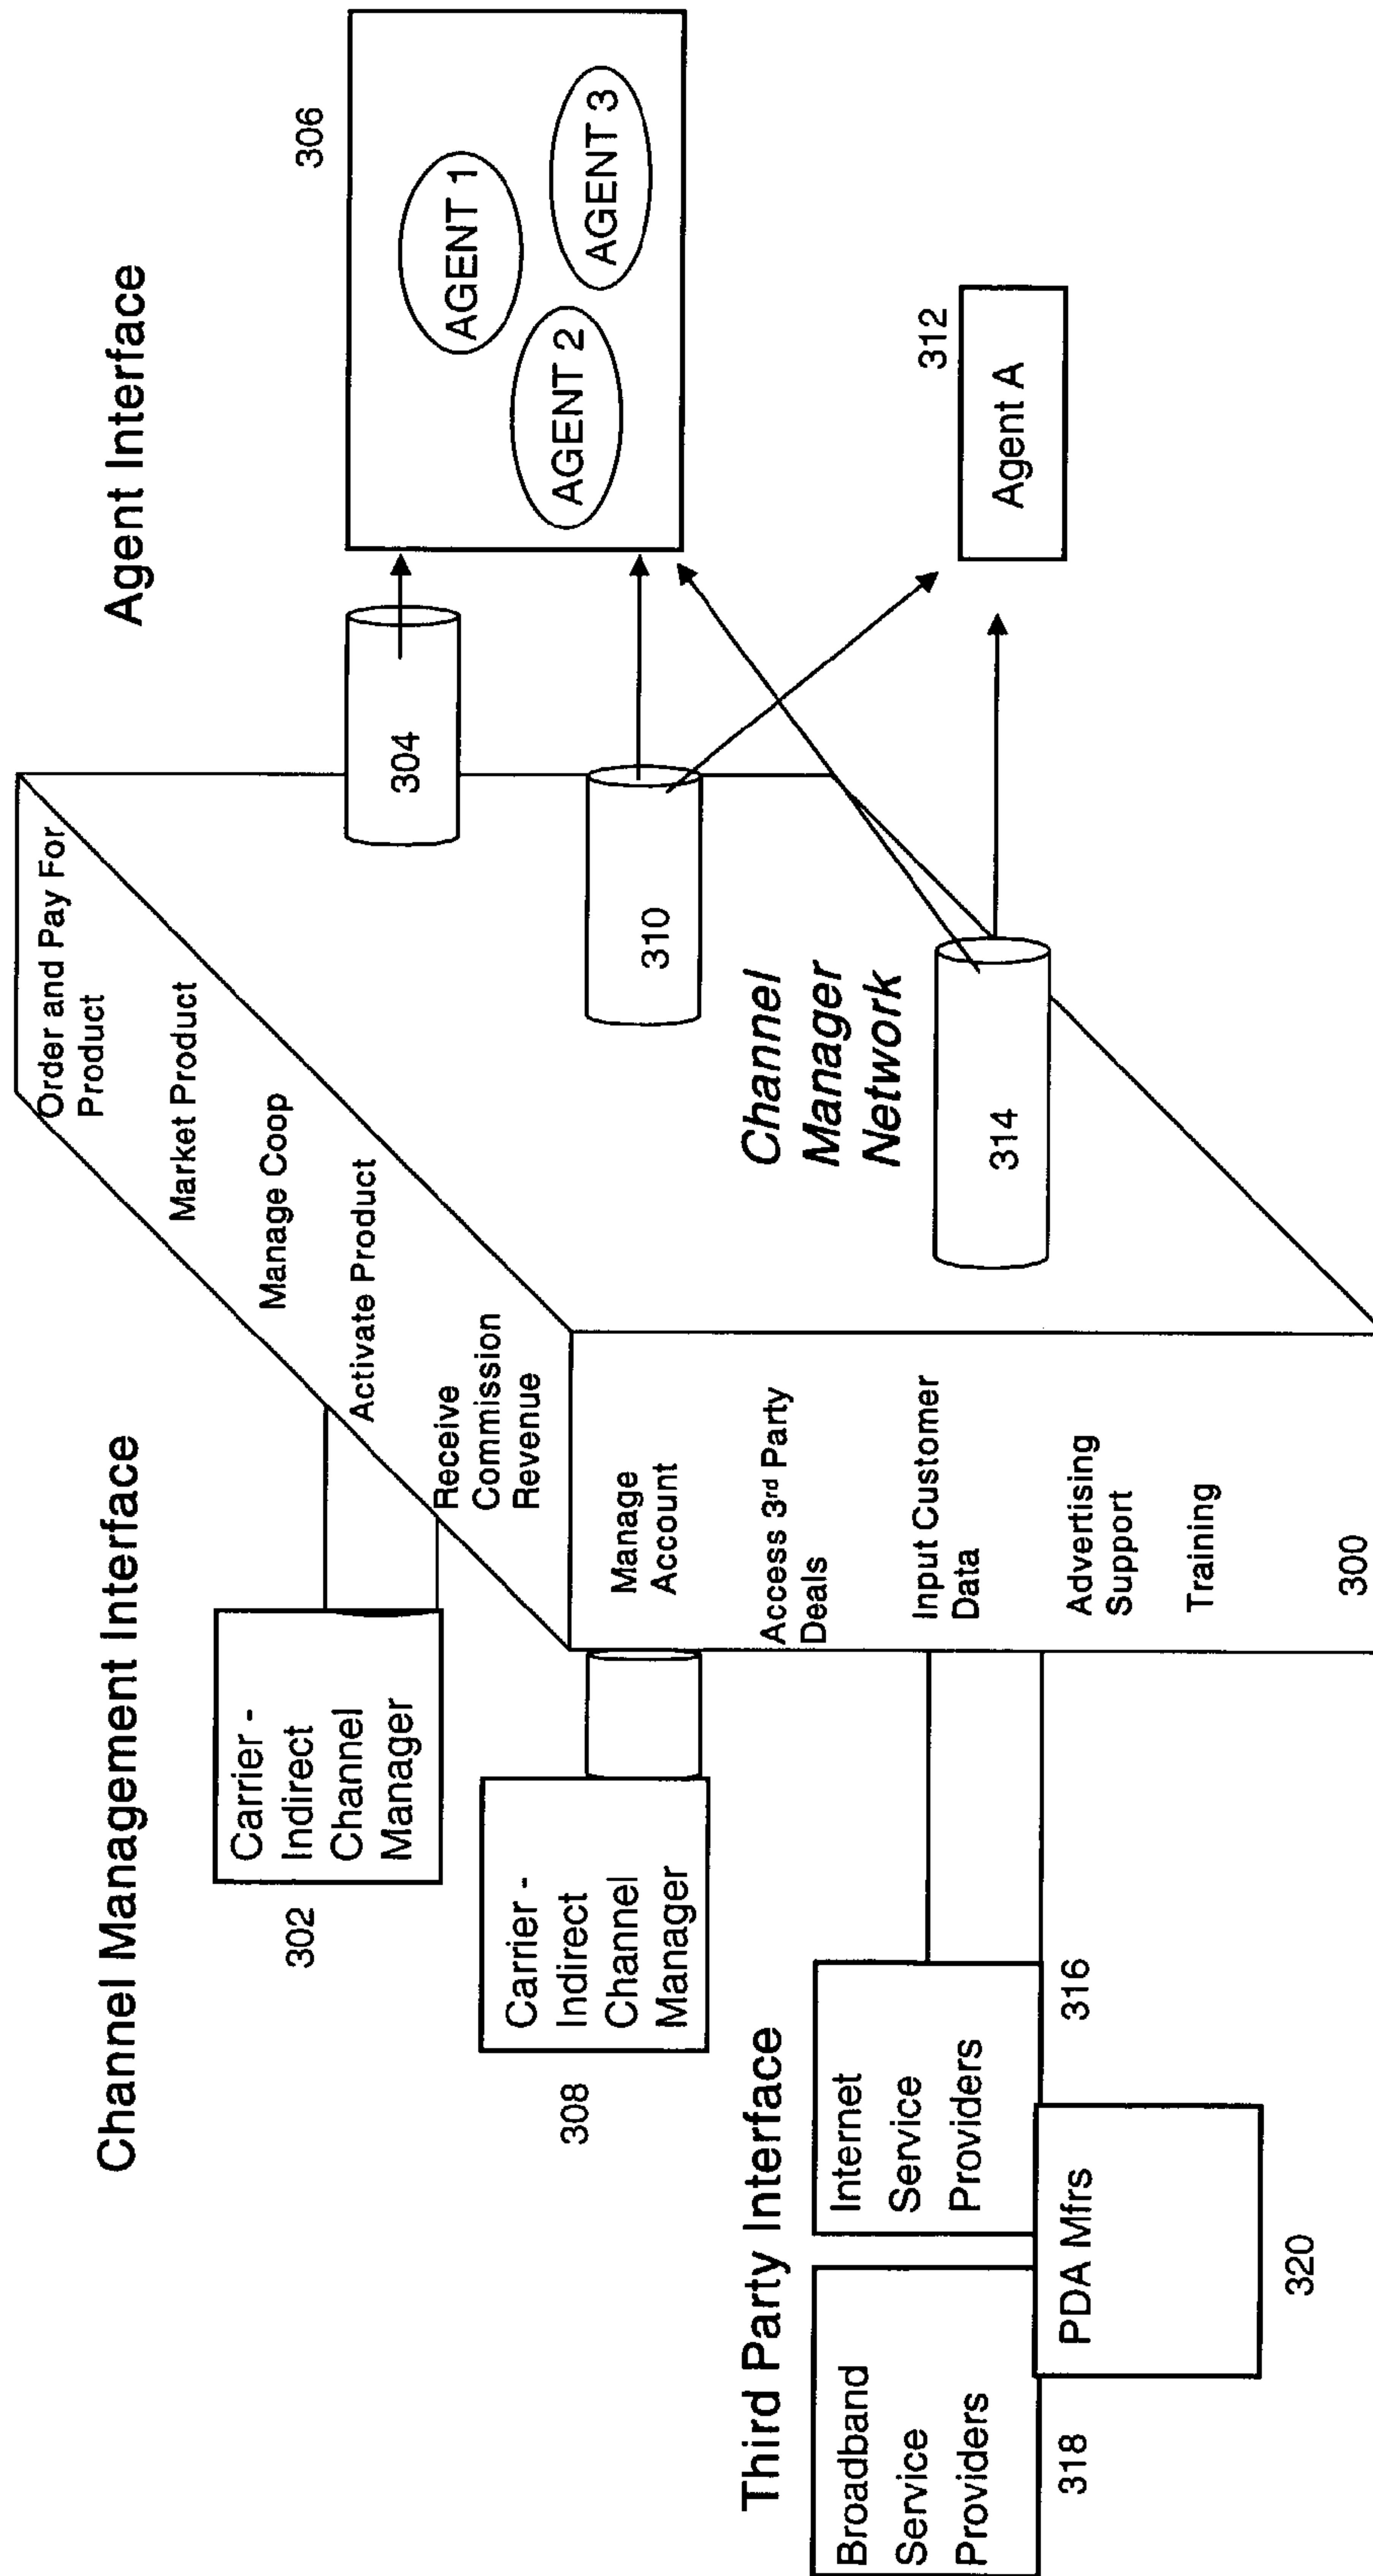 Channel Management Interface
Agent Interface
302
Carrier -
Indirect
Channel
Manager
308
Carrier -
Indirect
Channel
Manager
Third Party Interface
Broadband
Service
Providers
318
Internet
Service
Providers
316
PDA Mfrs
320
Order and Pay For
Product
Market Product
Manage Coop
Activate Product
Receive
Commission
Revenue
Manage
Account
Access 3rd Party
Deals
Input Customer
Data
Advertising
Support
Training
300
Channel
Manager
Network
304
310
314
306
AGENT 1
AGENT 2
AGENT 3
312
Agent A